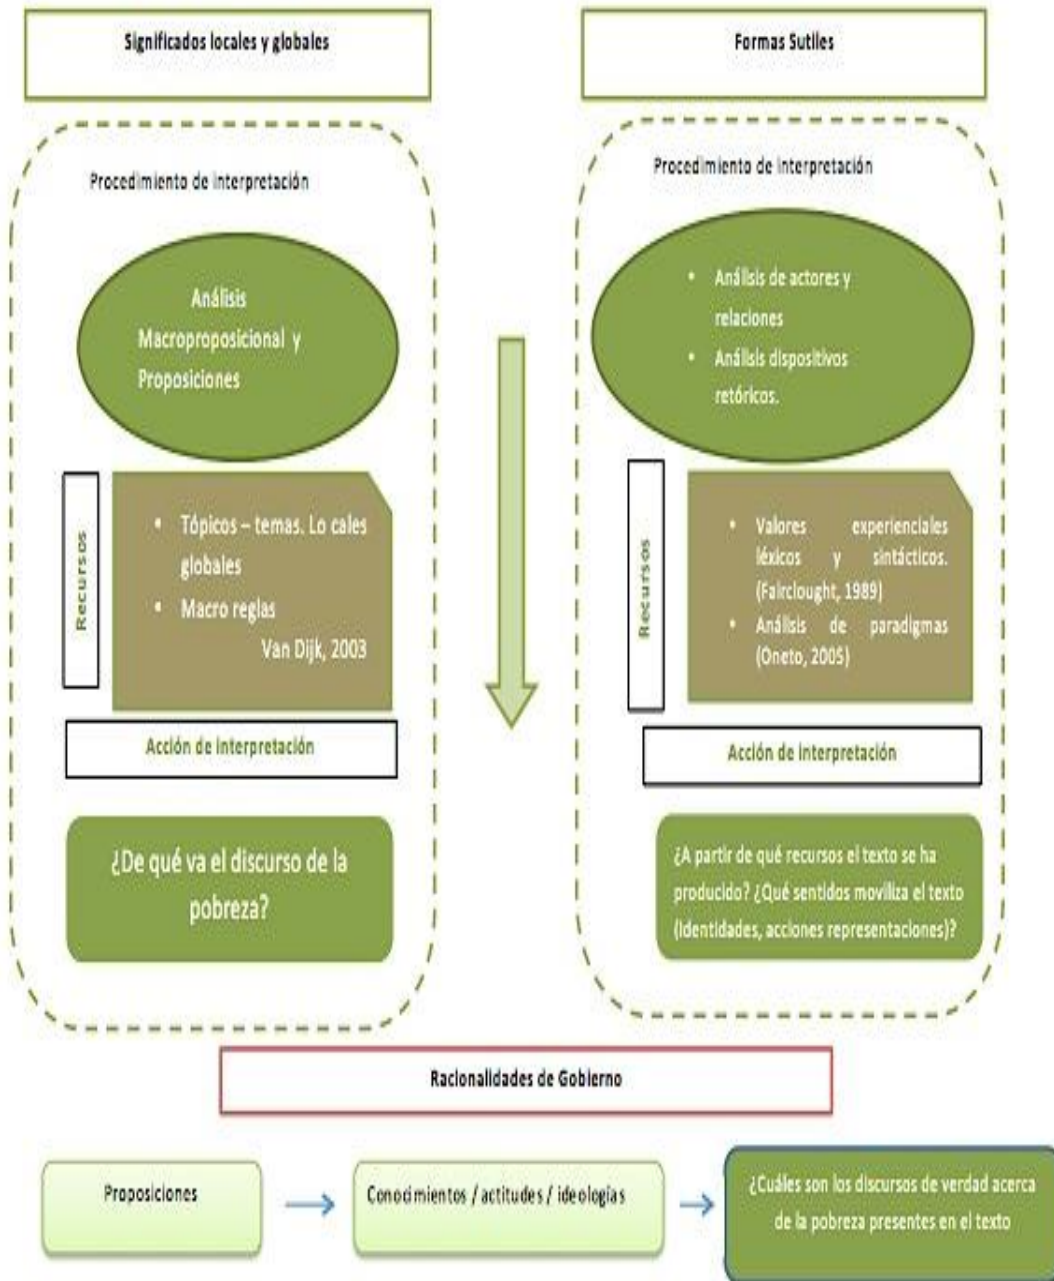 Significados locales y globales
Procedimiento de interpretación
Análisis
Macroproposicional y
Proposiciones
Recursos
• Tópicos – temas. Lo cales
globales
• Macro reglas
Van Dijk, 2003
Acción de interpretación
¿De qué va el discurso de la
pobreza?
Formas Sutiles
Procedimiento de interpretación
• Análisis de actores y
relaciones
• Análisis dispositivos
retóricos.
Recursos
• Valores experienciales
léxicos y sintácticos.
(Fairclought, 1989)
• Análisis de paradigmas
(Oneto, 2005)
Acción de interpretación
¿A partir de qué recursos el texto se ha
producido? ¿Qué sentidos moviliza el texto
(Identidades, acciones representaciones)?
Racionalidades de Gobierno
Proposiciones
Conocimientos / actitudes / ideologías
¿Cuáles son los discursos de verdad acerca
de la pobreza presentes en el texto